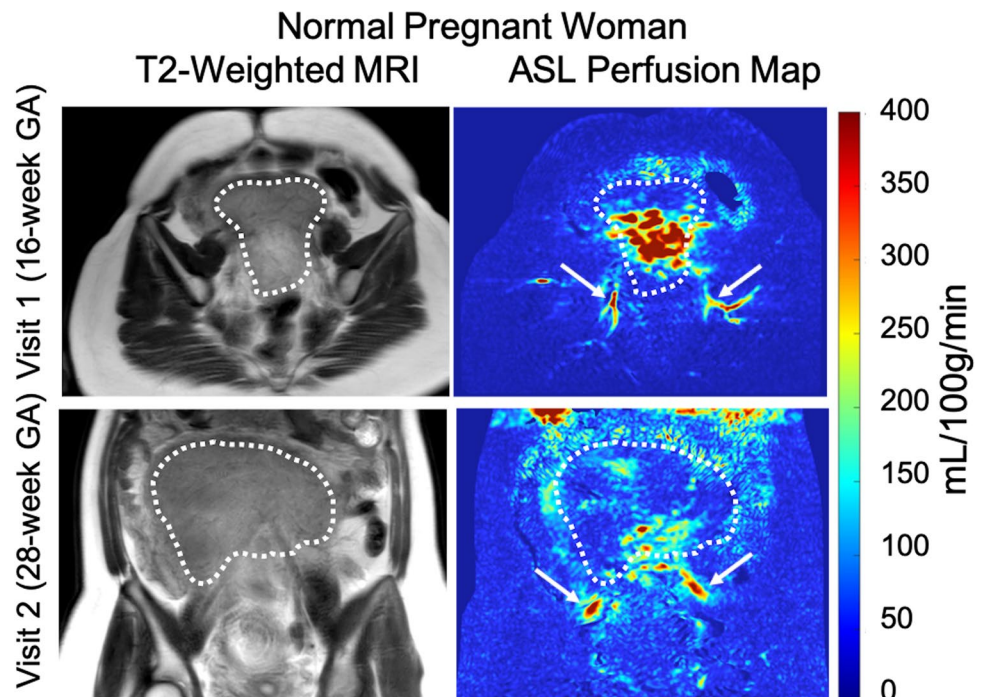 Normal Pregnant Woman
T2-Weighted MRI
ASL Perfusion Map
Visit 1 (16-week GA)
Visit 2 (28-week GA)
400
350
300
250
200
150
100
50
0
mL/100g/min